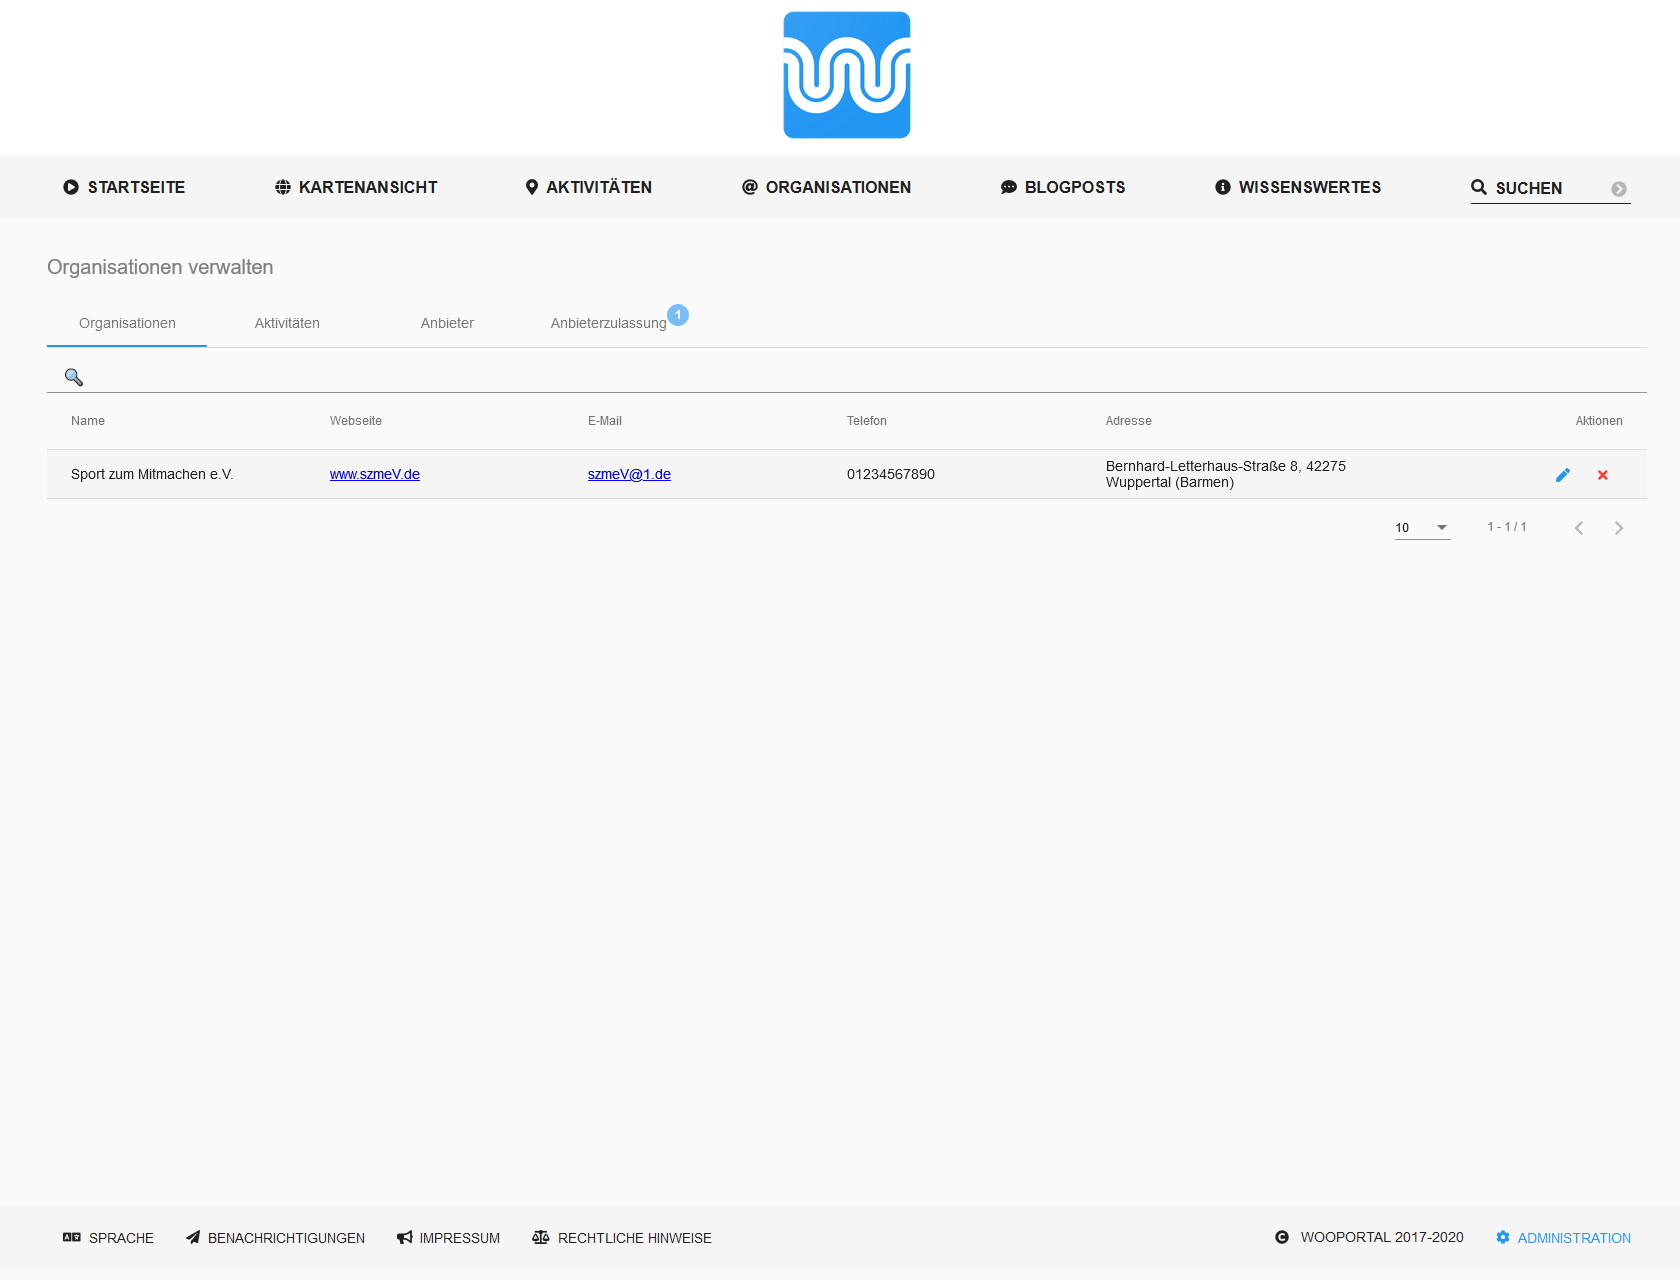 STARTSEITE KARTENANSICHT AKTIVITÄTEN ORGANISATIONEN BLOGPOSTS WISSENSWERTES SUCHEN
Organisationen verwalten
Organisationen Aktivitäten Anbieter Anbieterzulassung 1
Name Webseite E-Mail Telefon Adresse Aktionen
Sport zum Mitmachen e.V. www.szmeV.de szmeV@1.de 01234567890 Bernhard-Letterhaus-Straße 8, 42275
Wuppertal (Barmen)
10 1 - 1 / 1
SPRACHE BENACHRICHTIGUNGEN IMPRESSUM RECHTLICHE HINWEISE WOOPORTAL 2017-2020 ADMINISTRATION